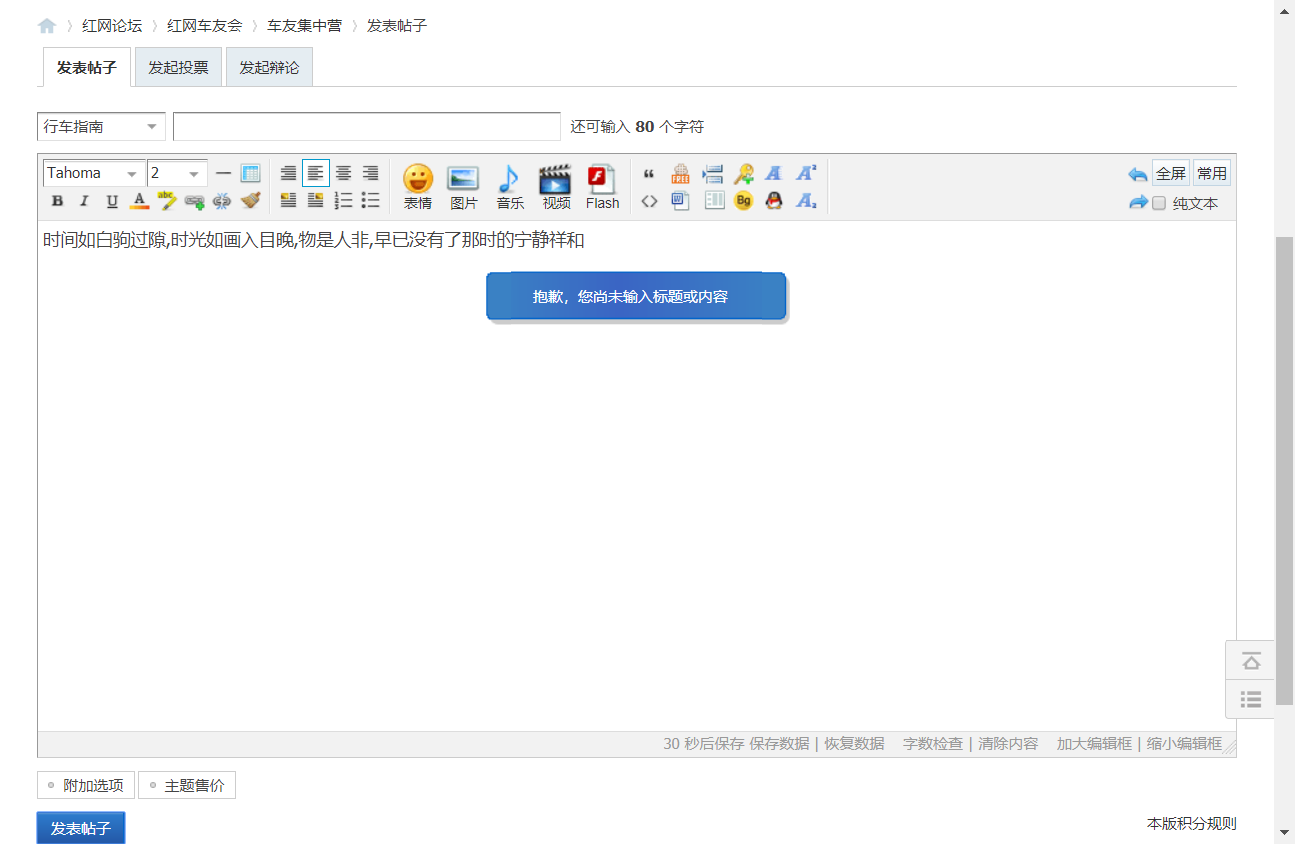 红网论坛 〉 红网车友会 〉 车友集中营 〉 发表帖子
发表帖子 发起投票 发起辩论
行车指南 还可输入 80 个字符
Tahoma 2 全屏 常用
B I U A abc FREE A A²
表情 图片 音乐 视频 Flash Bg A₂ 纯文本
时间如白驹过隙,时光如画入目晚,物是人非,早已没有了那时的宁静祥和
抱歉，您尚未输入标题或内容
30 秒后保存 保存数据 | 恢复数据 字数检查 | 清除内容 加大编辑框 | 缩小编辑框
附加选项 主题售价
发表帖子 本版积分规则